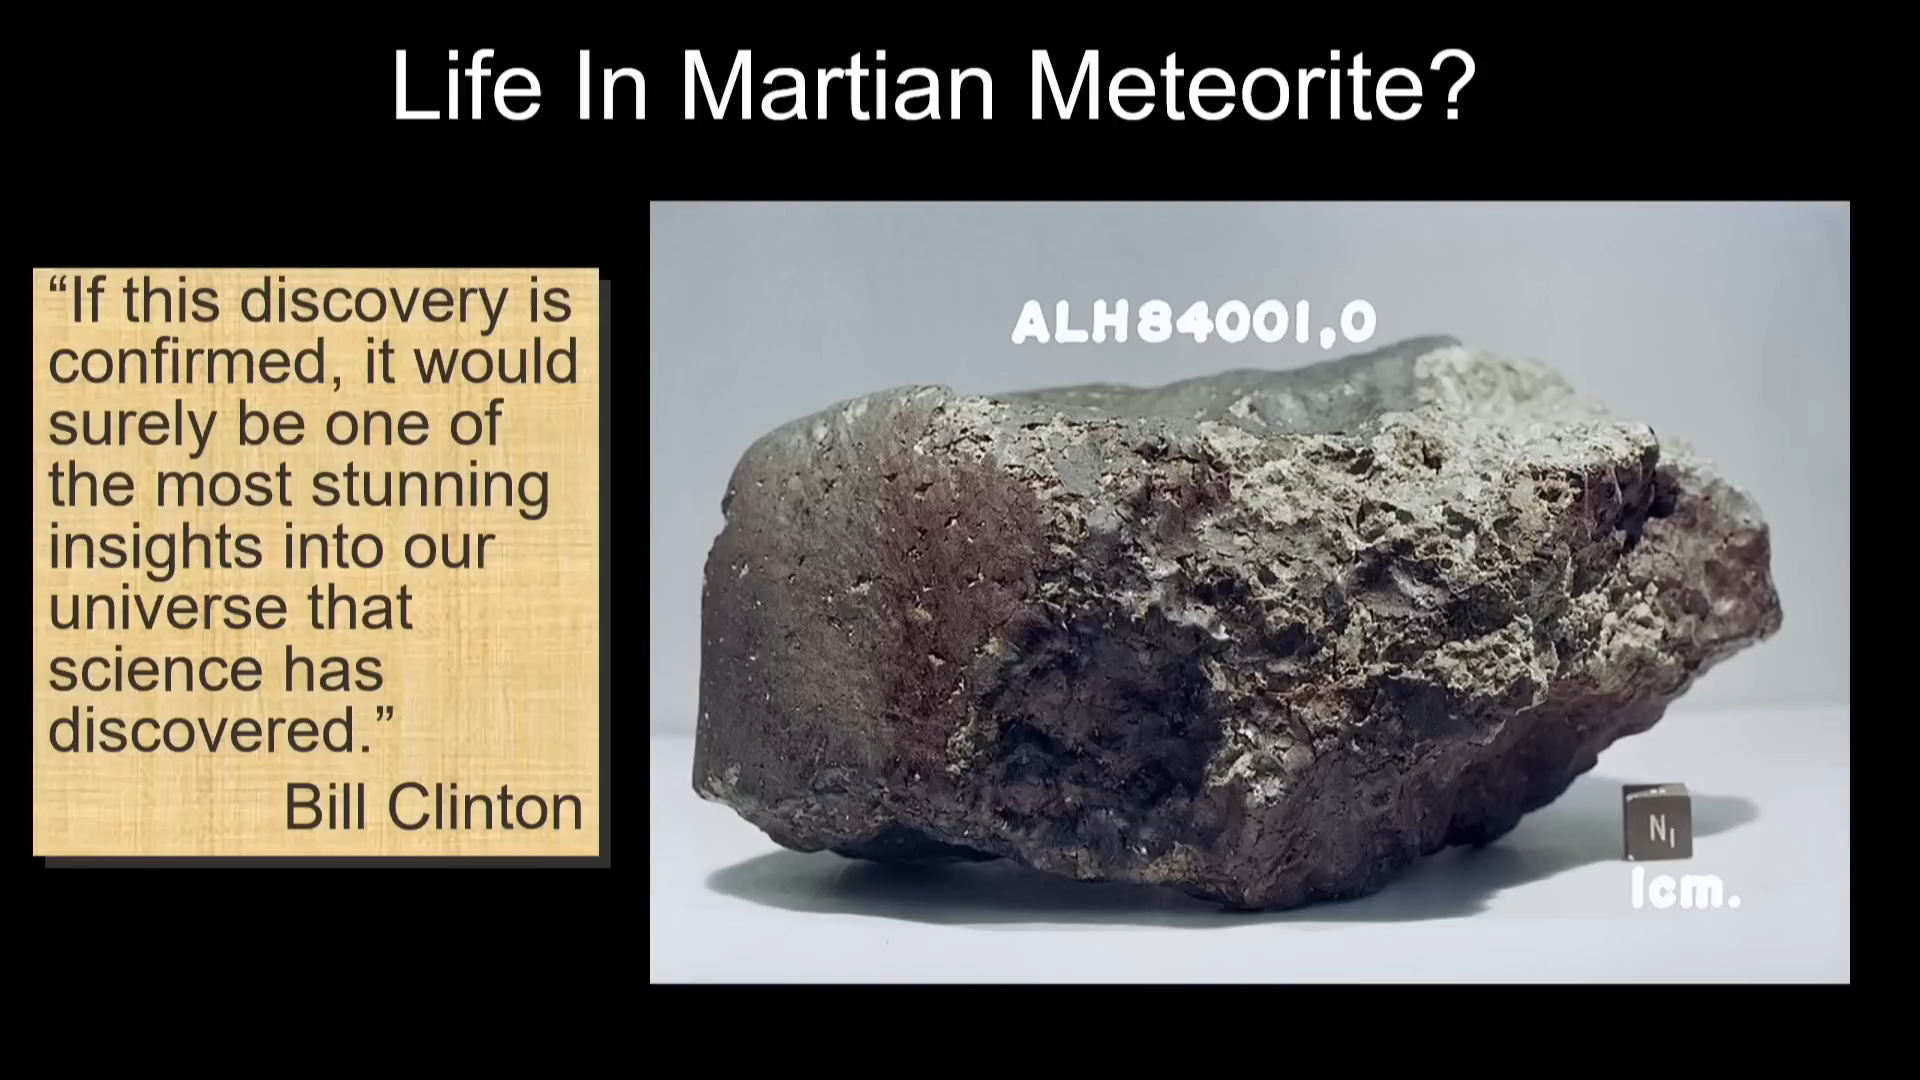 Life In Martian Meteorite?
“If this discovery is
confirmed, it would
surely be one of
the most stunning
insights into our
universe that
science has
discovered.”
Bill Clinton
ALH84001,0
N1
1cm.